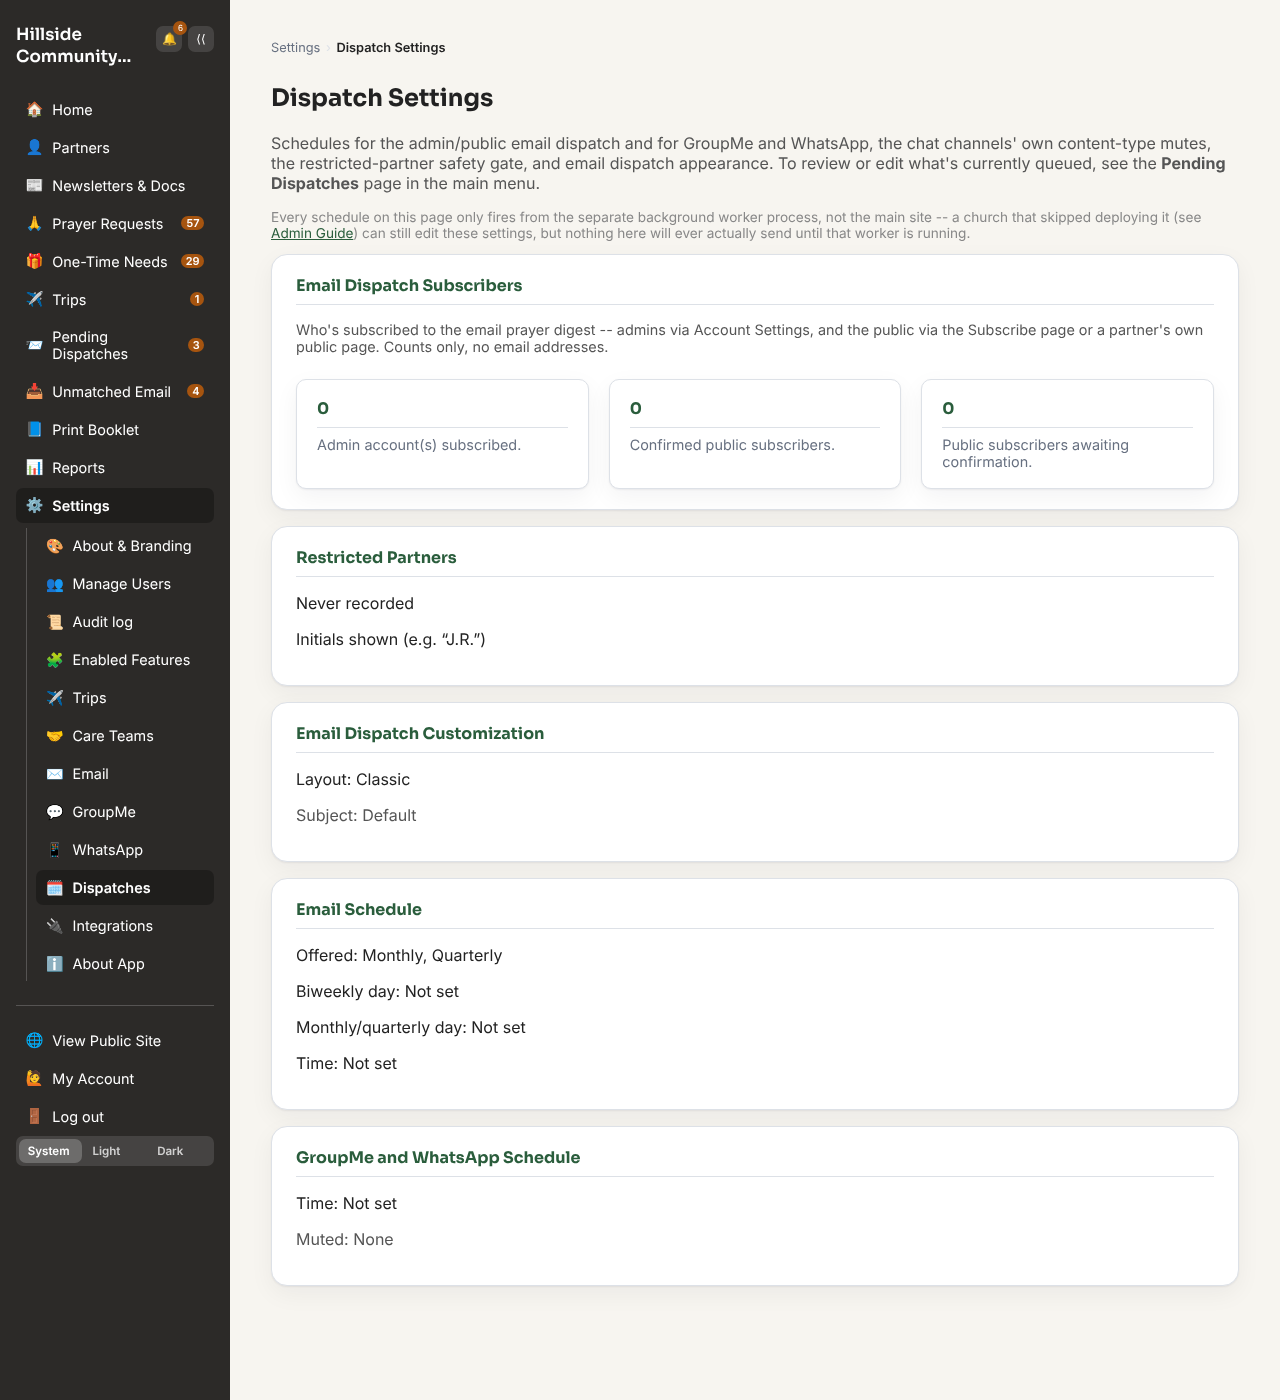 Hillside
Community...
6
⟨⟨
Home
Partners
Newsletters & Docs
Prayer Requests 57
One-Time Needs 29
Trips 1
Pending
Dispatches 3
Unmatched Email 4
Print Booklet
Reports
Settings
About & Branding
Manage Users
Audit log
Enabled Features
Trips
Care Teams
Email
GroupMe
WhatsApp
Dispatches
Integrations
About App
View Public Site
My Account
Log out
System Light Dark
Settings › Dispatch Settings
Dispatch Settings
Schedules for the admin/public email dispatch and for GroupMe and WhatsApp, the chat channels' own content-type mutes,
the restricted-partner safety gate, and email dispatch appearance. To review or edit what's currently queued, see the Pending
Dispatches page in the main menu.
Every schedule on this page only fires from the separate background worker process, not the main site -- a church that skipped deploying it (see
Admin Guide) can still edit these settings, but nothing here will ever actually send until that worker is running.
Email Dispatch Subscribers
Who's subscribed to the email prayer digest -- admins via Account Settings, and the public via the Subscribe page or a partner's own
public page. Counts only, no email addresses.
0
Admin account(s) subscribed.
0
Confirmed public subscribers.
0
Public subscribers awaiting
confirmation.
Restricted Partners
Never recorded
Initials shown (e.g. “J.R.”)
Email Dispatch Customization
Layout: Classic
Subject: Default
Email Schedule
Offered: Monthly, Quarterly
Biweekly day: Not set
Monthly/quarterly day: Not set
Time: Not set
GroupMe and WhatsApp Schedule
Time: Not set
Muted: None